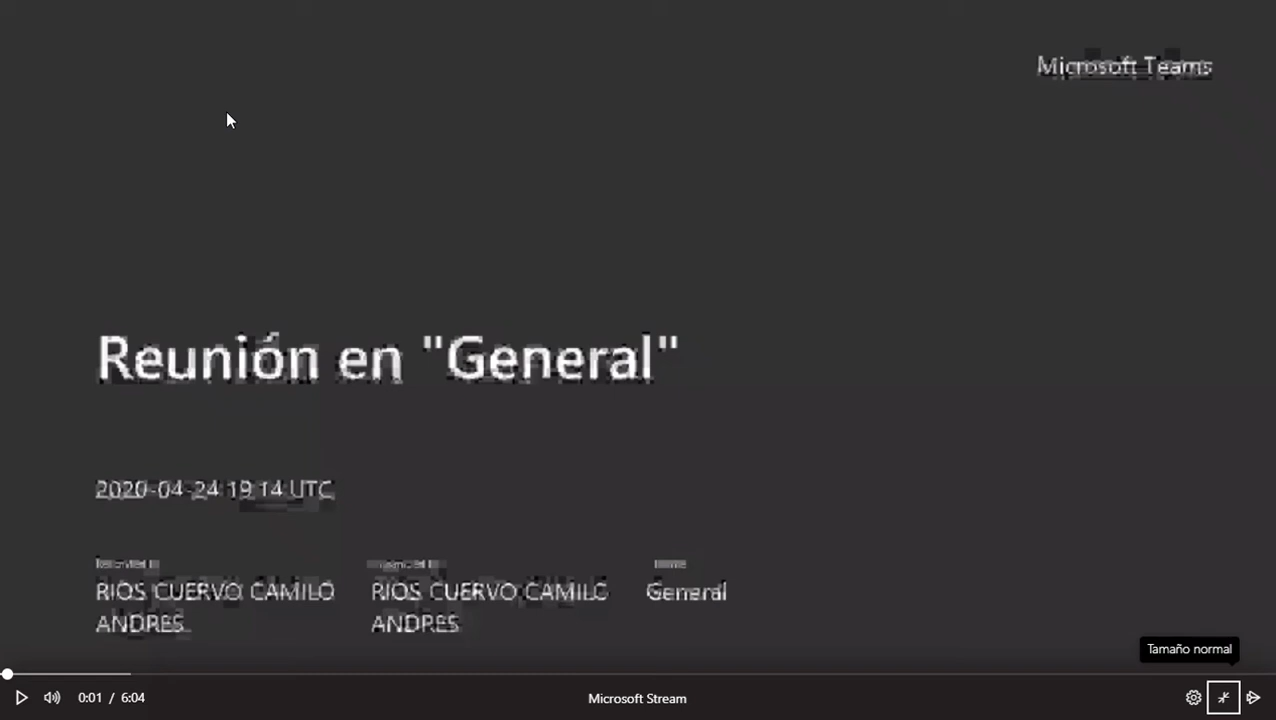 Microsoft Teams
Reunión en "General"
2020-04-24 19:14 UTC
RIOS CUERVO CAMILO
ANDRES
RIOS CUERVO CAMILO
ANDRES
General
Tamaño normal
0:01 / 6:04
Microsoft Stream